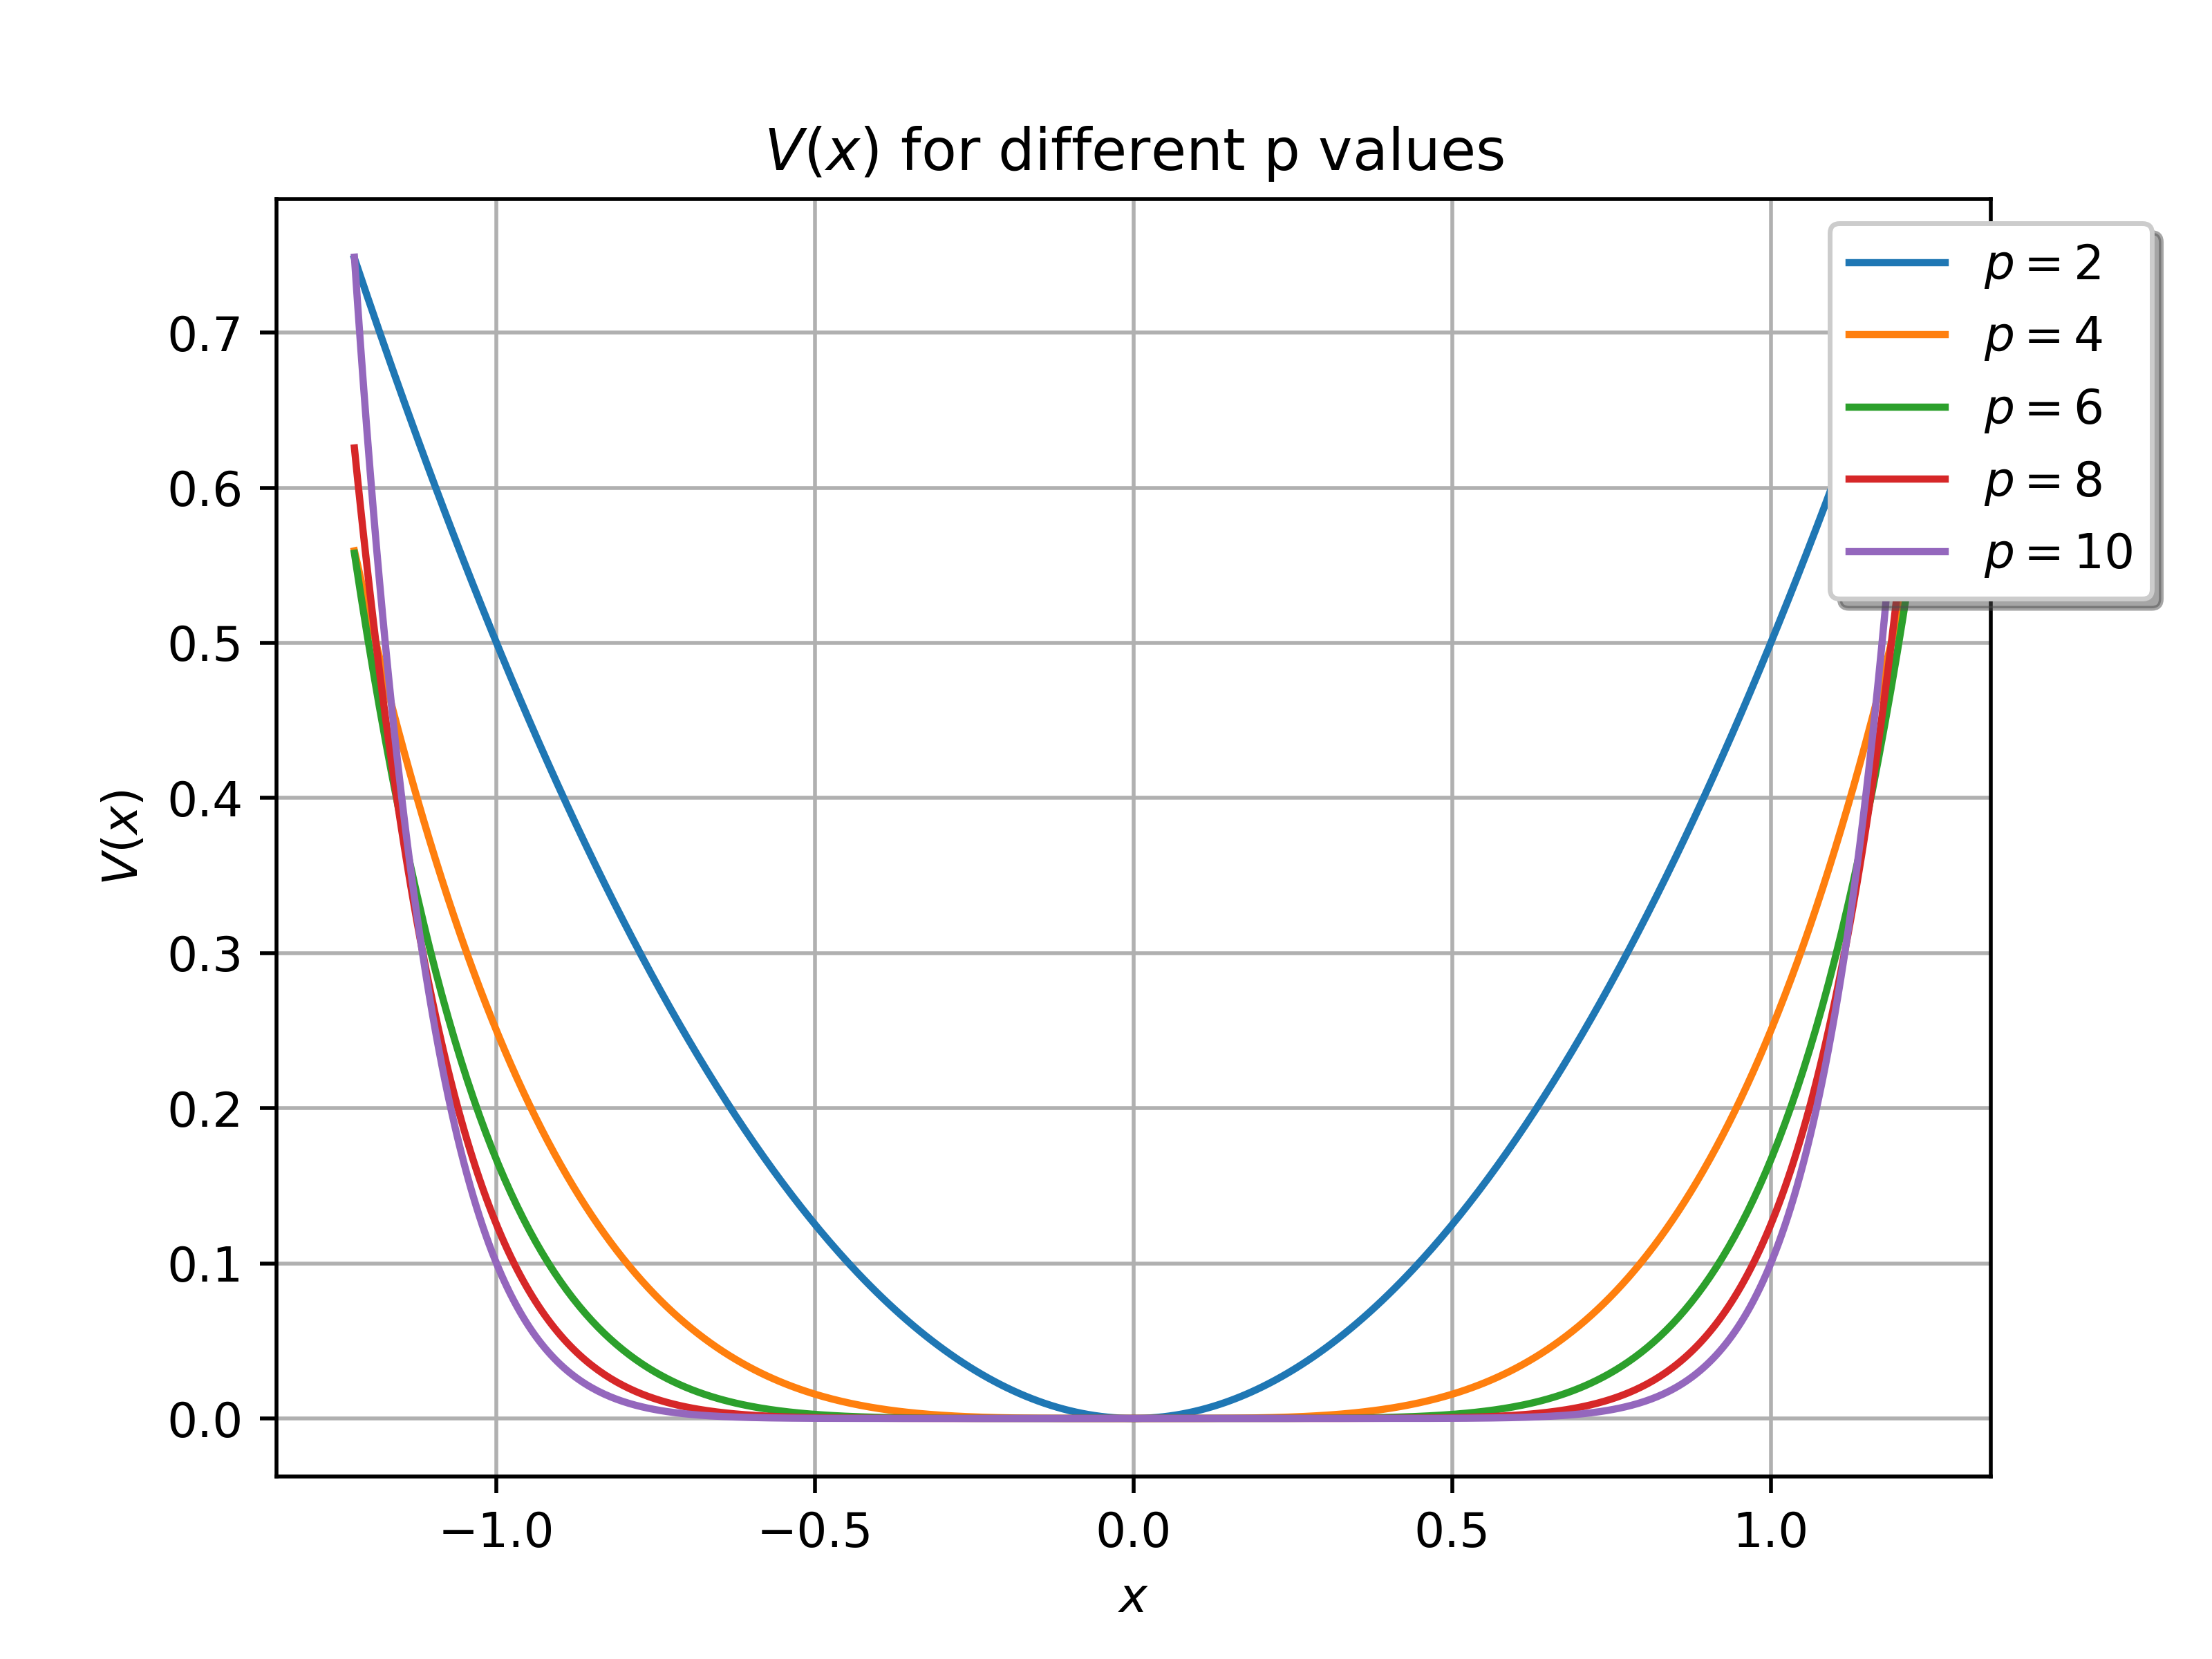 V(x) for different p values
p = 2
p = 4
p = 6
p = 8
p = 10
0.7
0.6
0.5
0.4
0.3
0.2
0.1
0.0
V(x)
−1.0 −0.5 0.0 0.5 1.0
x